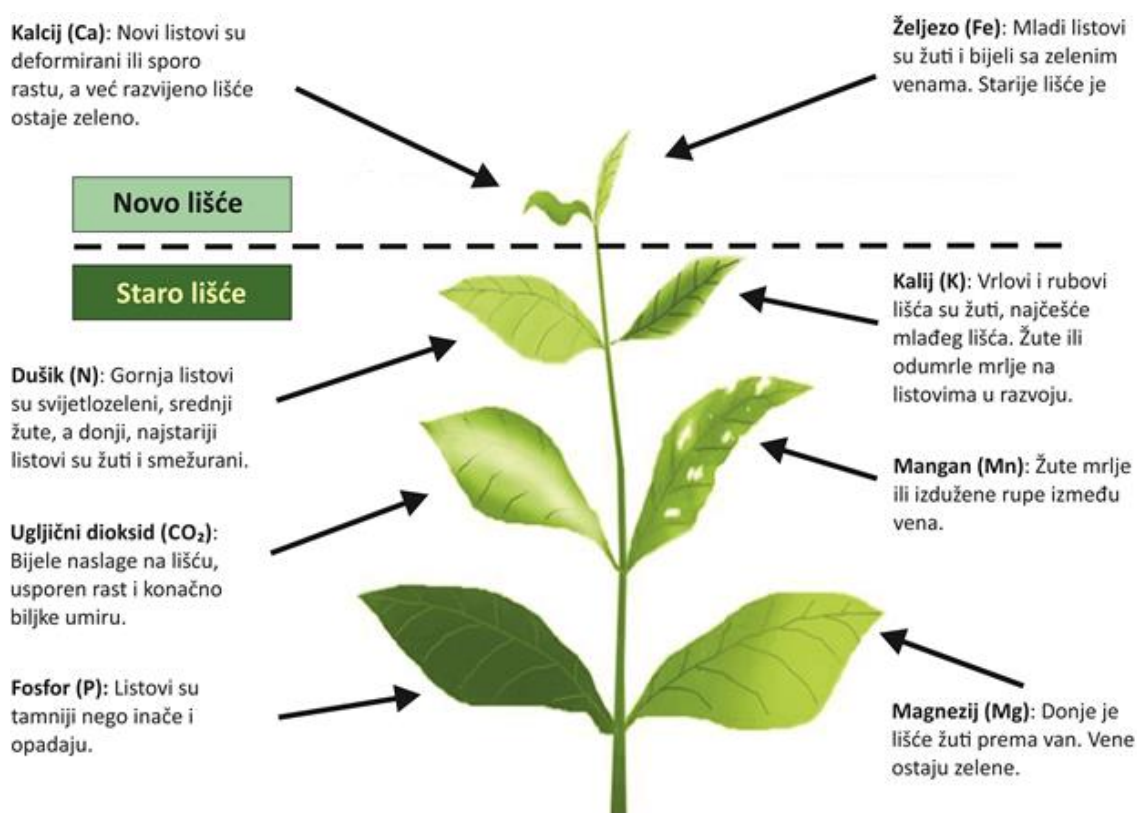 Kalcij (Ca): Novi listovi su
deformirani ili sporo
rastu, a već razvijeno lišće
ostaje zeleno.
Željezo (Fe): Mladi listovi
su žuti i bijeli sa zelenim
venama. Starije lišće je
Novo lišće
Staro lišće
Kalij (K): Vrlovi i rubovi
lišća su žuti, najčešće
mlađeg lišća. Žute ili
odumrle mrlje na
listovima u razvoju.
Dušik (N): Gornja listovi
su svijetlozeleni, srednji
žute, a donji, najstariji
listovi su žuti i smežurani.
Mangan (Mn): Žute mrlje
ili izdužene rupe između
vena.
Ugljični dioksid (CO₂):
Bijele naslage na lišću,
usporen rast i konačno
biljke umiru.
Fosfor (P): Listovi su
tamniji nego inače i
opadaju.
Magnezij (Mg): Donje je
lišće žuti prema van. Vene
ostaju zelene.